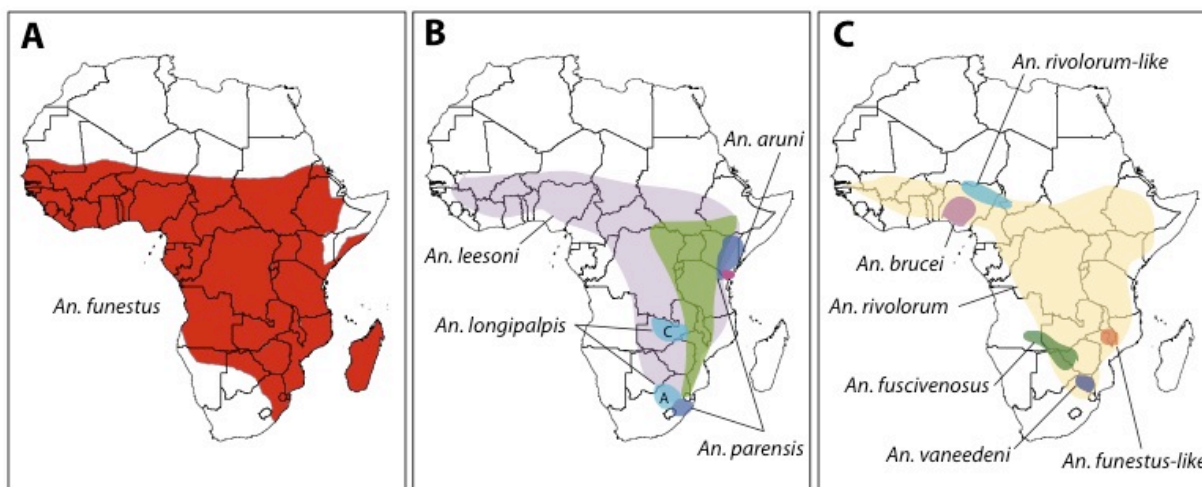 A
An. funestus
B
An. aruni
An. leesoni
An. longipalpis
C
A
An. parensis
C
An. rivolorum-like
An. brucei
An. rivolorum
An. fuscivenosus
An. vaneedeni
An. funestus-like